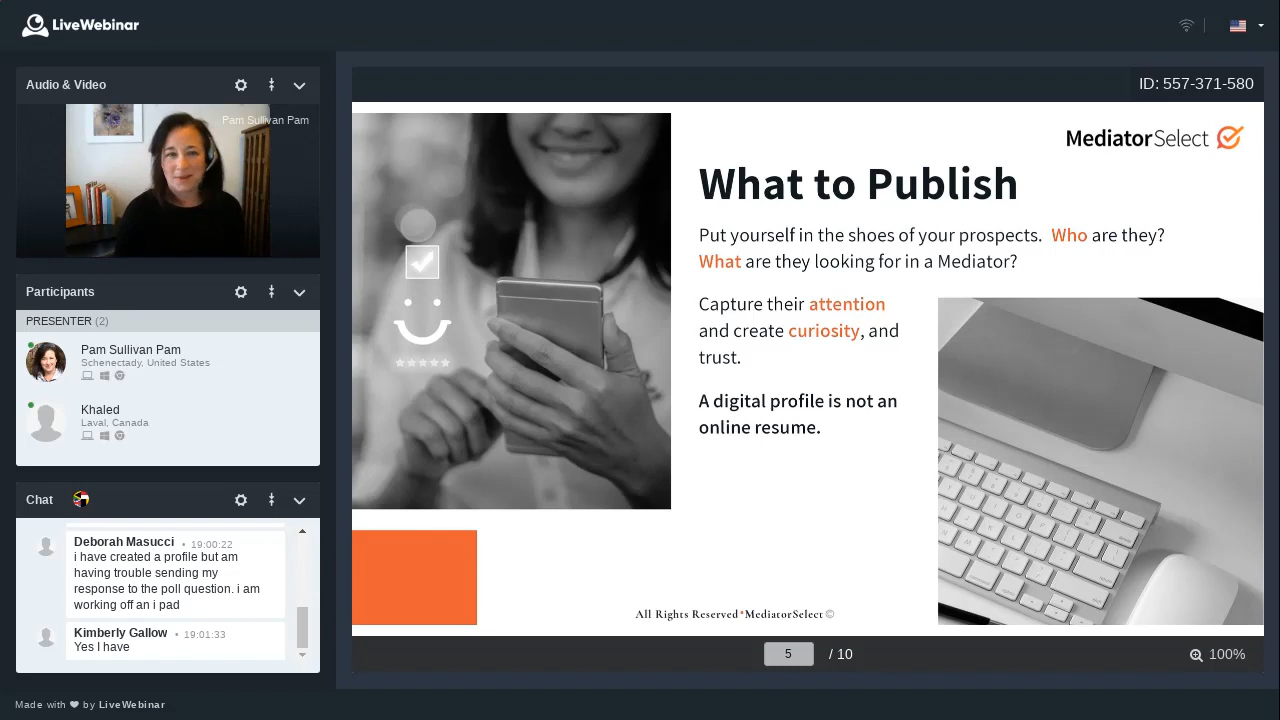 LiveWebinar
ID: 557-371-580
Audio & Video
Pam Sullivan Pam
Participants
PRESENTER (2)
Pam Sullivan Pam
Schenectady, United States
Khaled
Laval, Canada
Chat
Deborah Masucci • 19:00:22
i have created a profile but am
having trouble sending my
response to the poll question. i am
working off an i pad
Kimberly Gallow • 19:01:33
Yes I have
MediatorSelect
What to Publish
Put yourself in the shoes of your prospects. Who are they?
What are they looking for in a Mediator?
Capture their attention
and create curiosity, and
trust.
A digital profile is not an
online resume.
All Rights Reserved*MediatorSelect©
5 / 10
100%
Made with ❤ by LiveWebinar